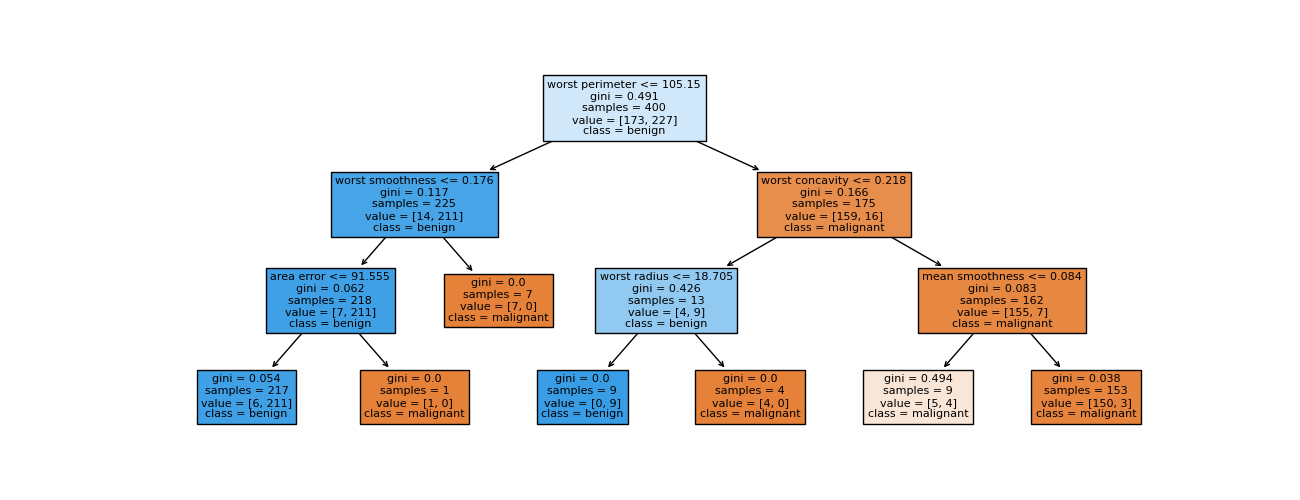 worst perimeter <= 105.15
gini = 0.491
samples = 400
value = [173, 227]
class = benign
worst smoothness <= 0.176
gini = 0.117
samples = 225
value = [14, 211]
class = benign
worst concavity <= 0.218
gini = 0.166
samples = 175
value = [159, 16]
class = malignant
area error <= 91.555
gini = 0.062
samples = 218
value = [7, 211]
class = benign
gini = 0.0
samples = 7
value = [7, 0]
class = malignant
worst radius <= 18.705
gini = 0.426
samples = 13
value = [4, 9]
class = benign
mean smoothness <= 0.084
gini = 0.083
samples = 162
value = [155, 7]
class = malignant
gini = 0.054
samples = 217
value = [6, 211]
class = benign
gini = 0.0
samples = 1
value = [1, 0]
class = malignant
gini = 0.0
samples = 9
value = [0, 9]
class = benign
gini = 0.0
samples = 4
value = [4, 0]
class = malignant
gini = 0.494
samples = 9
value = [5, 4]
class = malignant
gini = 0.038
samples = 153
value = [150, 3]
class = malignant